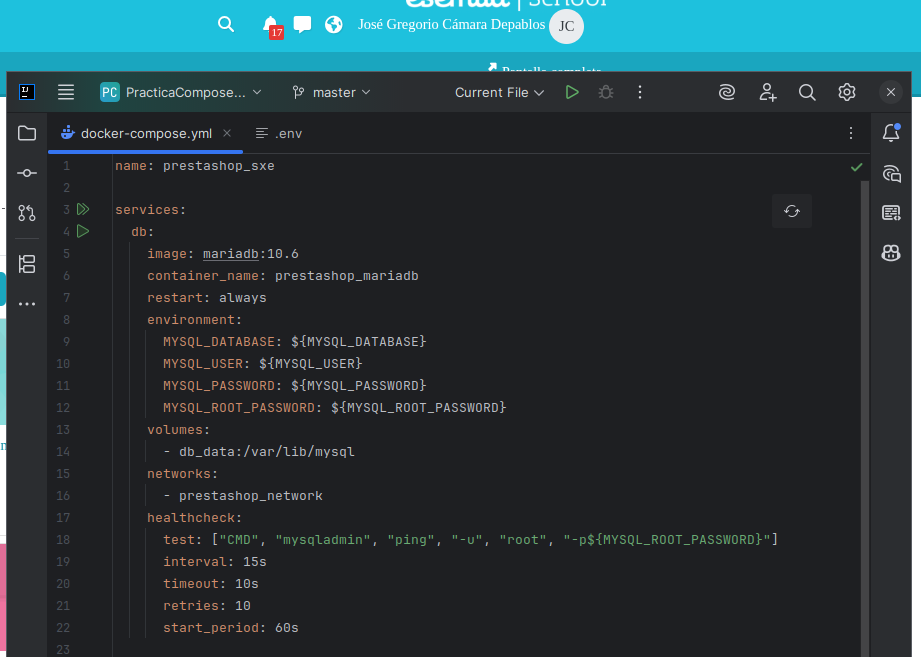 José Gregorio Cámara Depablos JC
17
PC PracticaCompose... master Current File
docker-compose.yml .env
1 name: prestashop_sxe
2
3 services:
4 db:
5 image: mariadb:10.6
6 container_name: prestashop_mariadb
7 restart: always
8 environment:
9 MYSQL_DATABASE: ${MYSQL_DATABASE}
10 MYSQL_USER: ${MYSQL_USER}
11 MYSQL_PASSWORD: ${MYSQL_PASSWORD}
12 MYSQL_ROOT_PASSWORD: ${MYSQL_ROOT_PASSWORD}
13 volumes:
14 - db_data:/var/lib/mysql
15 networks:
16 - prestashop_network
17 healthcheck:
18 test: ["CMD", "mysqladmin", "ping", "-u", "root", "-p${MYSQL_ROOT_PASSWORD}"]
19 interval: 15s
20 timeout: 10s
21 retries: 10
22 start_period: 60s
23